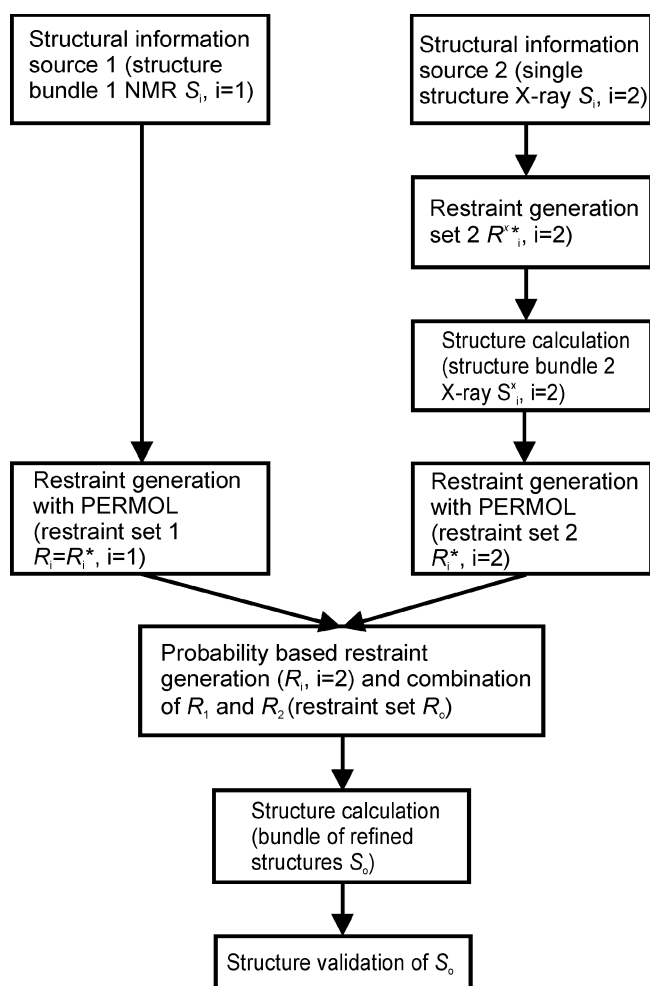 Structural information
source 1 (structure
bundle 1 NMR Si, i=1)
Structural information
source 2 (single
structure X-ray Si, i=2)
Restraint generation
set 2 Rx*i, i=2)
Structure calculation
(structure bundle 2
X-ray Sxi, i=2)
Restraint generation
with PERMOL
(restraint set 1
Ri=Ri*, i=1)
Restraint generation
with PERMOL
(restraint set 2
Ri*, i=2)
Probability based restraint
generation (Ri, i=2) and combination
of R1 and R2 (restraint set Ro)
Structure calculation
(bundle of refined
structures So)
Structure validation of So